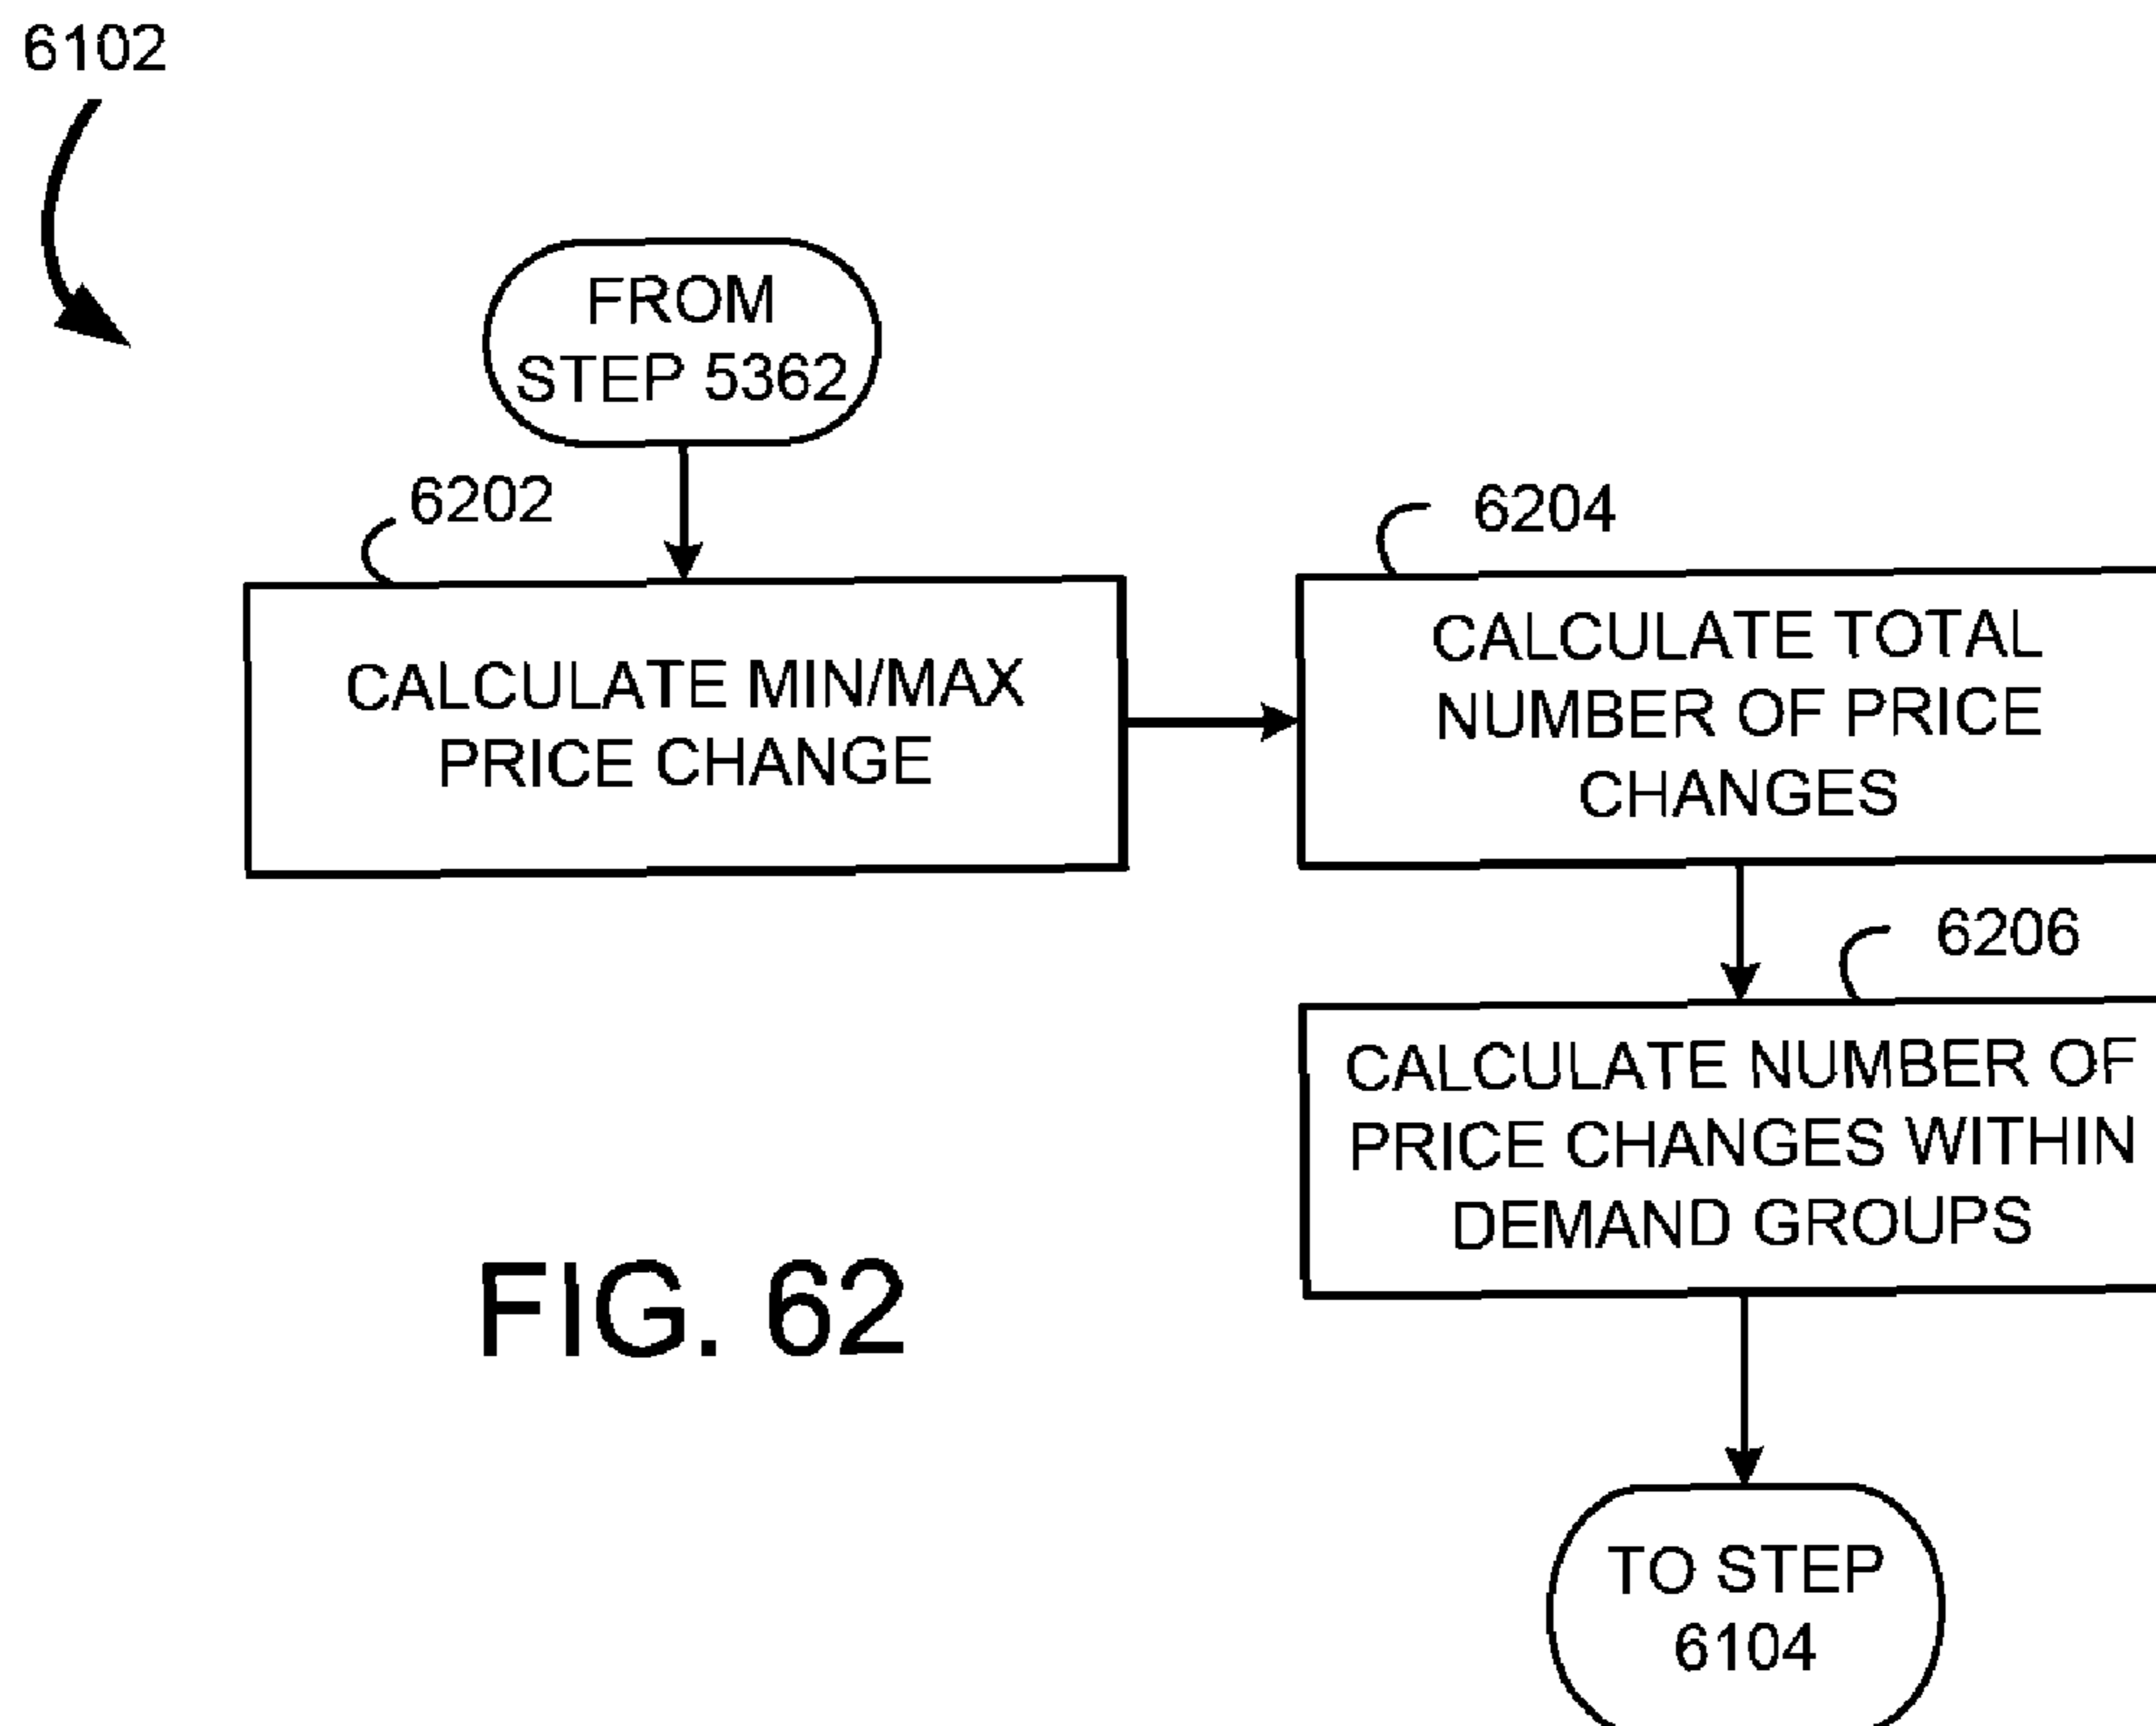 6102
FROM
STEP 5362
6202
CALCULATE MIN/MAX
PRICE CHANGE
6204
CALCULATE TOTAL
NUMBER OF PRICE
CHANGES
6206
CALCULATE NUMBER OF
PRICE CHANGES WITHIN
DEMAND GROUPS
TO STEP
6104
FIG. 62